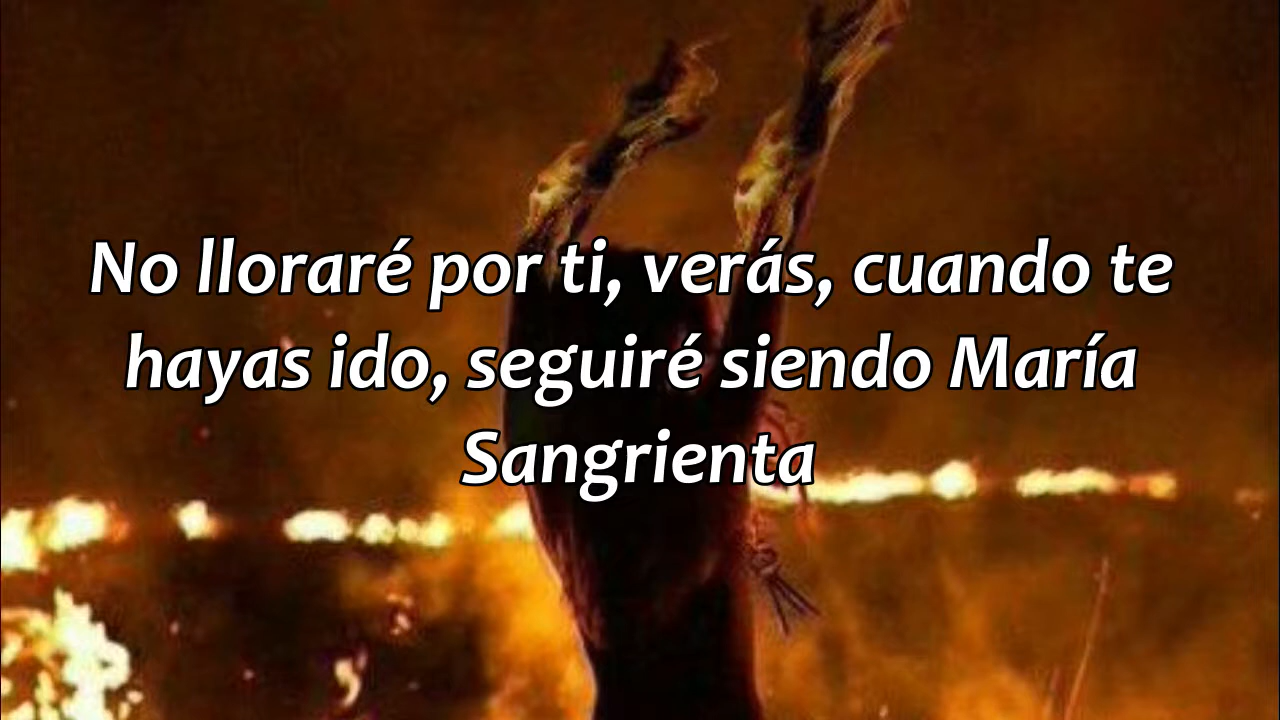 No lloraré por ti, verás, cuando te
hayas ido, seguiré siendo María
Sangrienta